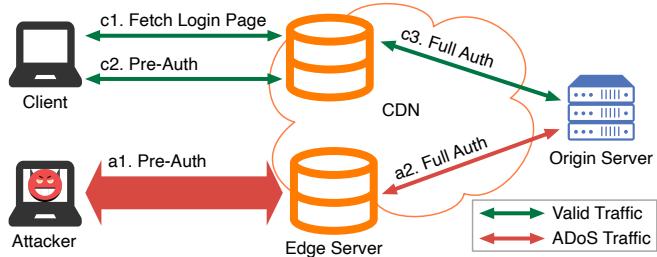 c1. Fetch Login Page
c2. Pre-Auth
c3. Full Auth
Client
CDN
Origin Server
a1. Pre-Auth
a2. Full Auth
Attacker
Edge Server
Valid Traffic
ADoS Traffic